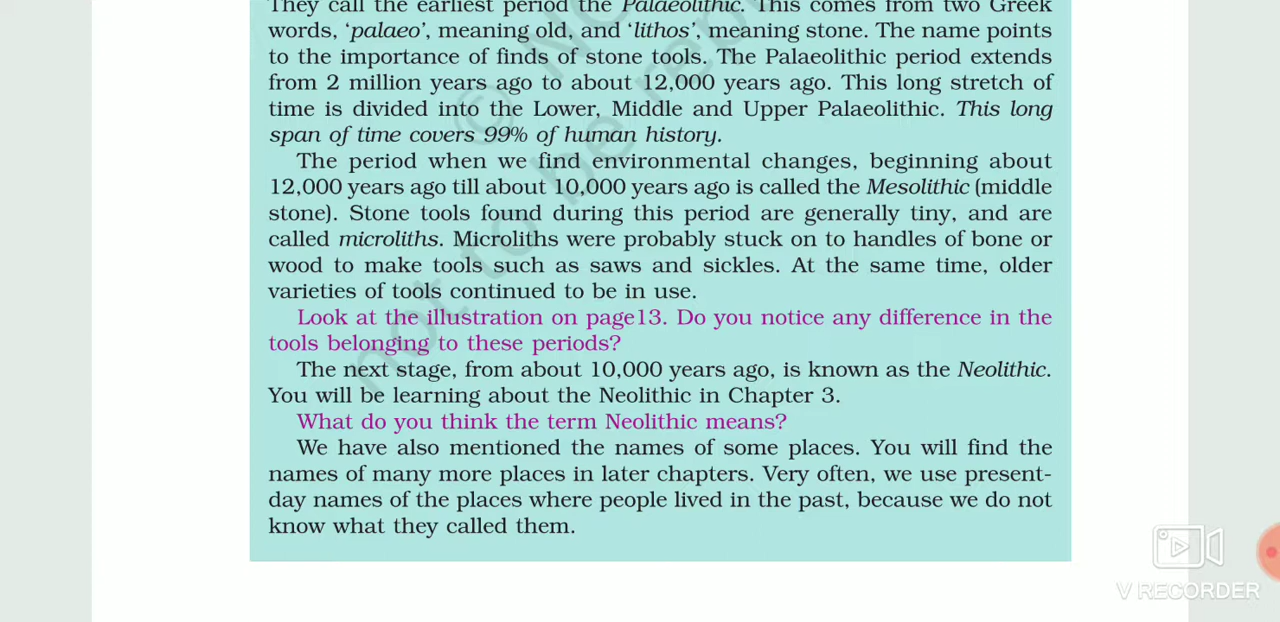 They call the earliest period the Palaeolithic. This comes from two Greek
words, ‘palaeo’, meaning old, and ‘lithos’, meaning stone. The name points
to the importance of finds of stone tools. The Palaeolithic period extends
from 2 million years ago to about 12,000 years ago. This long stretch of
time is divided into the Lower, Middle and Upper Palaeolithic. This long
span of time covers 99% of human history.
The period when we find environmental changes, beginning about
12,000 years ago till about 10,000 years ago is called the Mesolithic (middle
stone). Stone tools found during this period are generally tiny, and are
called microliths. Microliths were probably stuck on to handles of bone or
wood to make tools such as saws and sickles. At the same time, older
varieties of tools continued to be in use.
Look at the illustration on page13. Do you notice any difference in the
tools belonging to these periods?
The next stage, from about 10,000 years ago, is known as the Neolithic.
You will be learning about the Neolithic in Chapter 3.
What do you think the term Neolithic means?
We have also mentioned the names of some places. You will find the
names of many more places in later chapters. Very often, we use present-
day names of the places where people lived in the past, because we do not
know what they called them.
V RECORDER
© N
not to be rep